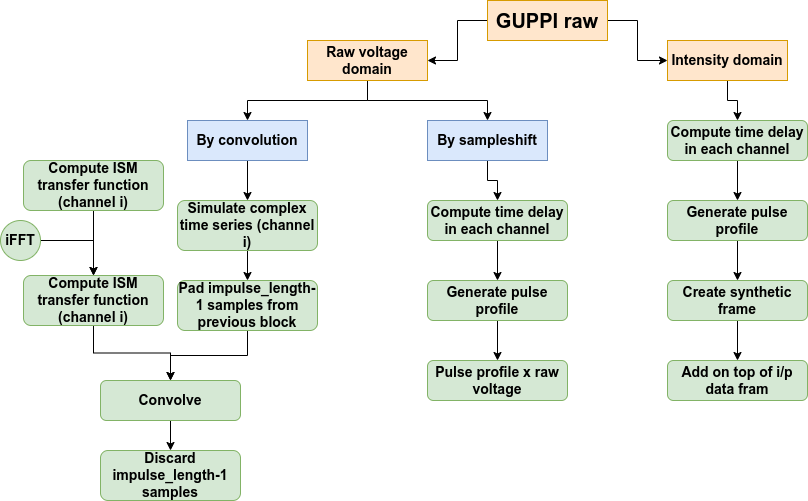 GUPPI raw
Raw voltage
domain
Intensity domain
By convolution
By sampleshift
Compute time delay
in each channel
Compute ISM
transfer function
(channel i)
Simulate complex
time series (channel
i)
Compute time delay
in each channel
Generate pulse
profile
iFFT
Compute ISM
transfer function
(channel i)
Pad impulse_length-
1 samples from
previous block
Generate pulse
profile
Create synthetic
frame
Convolve
Pulse profile x raw
voltage
Add on top of i/p
data fram
Discard
impulse_length-1
samples